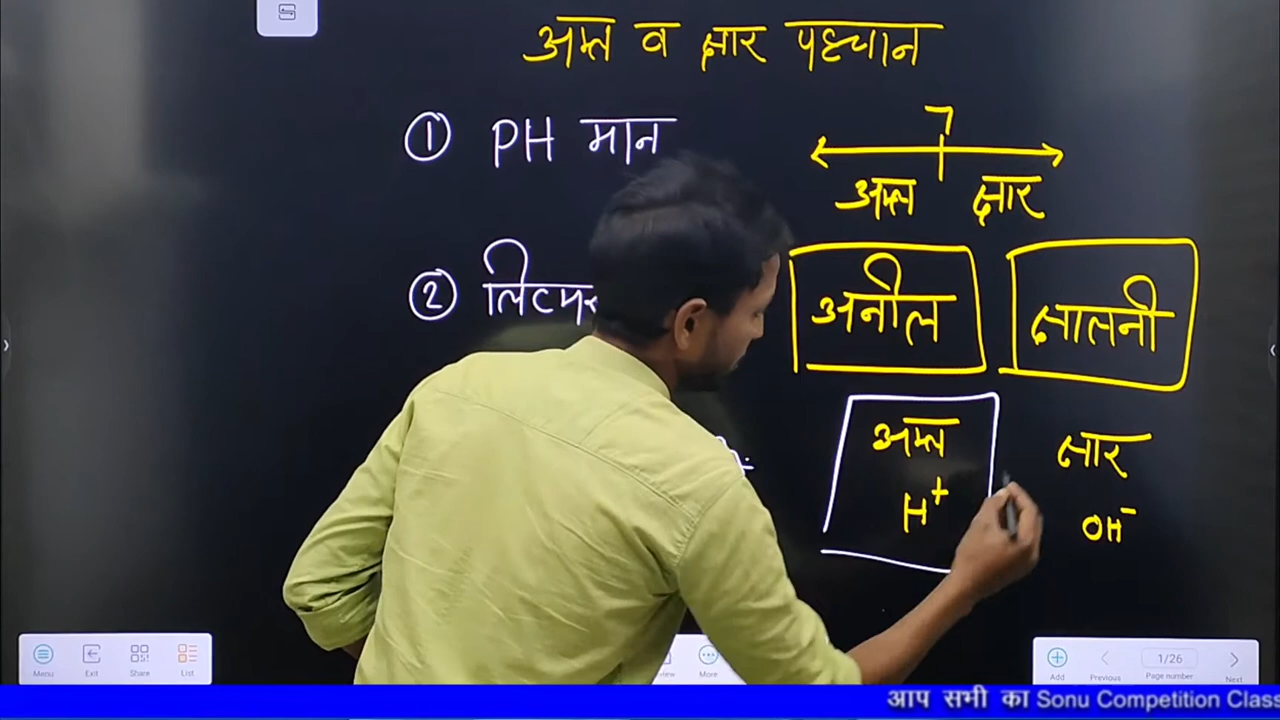 अम्ल व क्षार पहचान
① PH मान
7
अम्ल क्षार
② लिटमस
अनील क्षालनी
अम्ल क्षार
H⁺ OH⁻
Menu Exit Share List More Add Previous 1/26 Page number Next
आप सभी का Sonu Competition Class